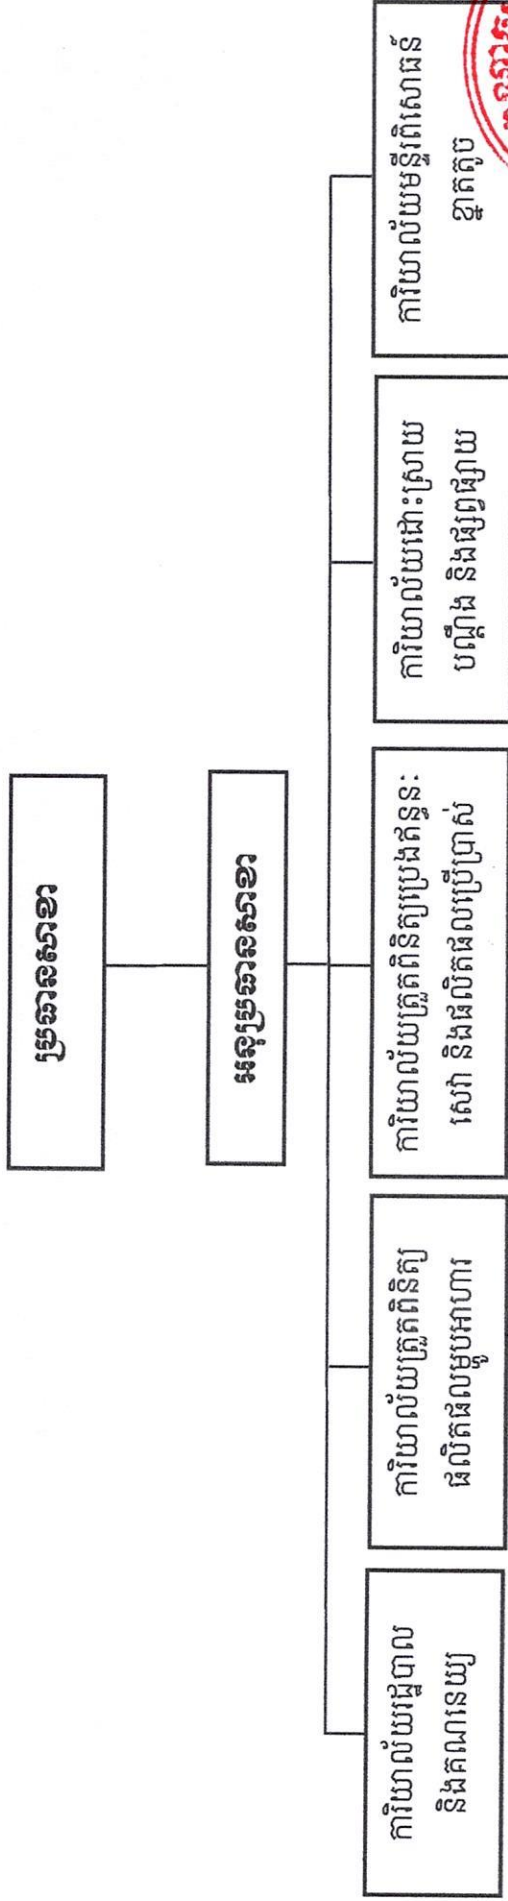 ប្រធានសាខា
អនុប្រធានសាខា
ការិយាល័យរដ្ឋបាល
និងគណនេយ្យ
ការិយាល័យត្រួតពិនិត្យ
ផលិតផលម្ហូបអាហារ
ការិយាល័យត្រួតពិនិត្យប្រេងឥន្ធនៈ
សេវា និងផលិតផលប្រើប្រាស់
ការិយាល័យដោះស្រាយ
បណ្តឹង និងផ្សព្វផ្សាយ
ការិយាល័យមន្ទីរពិសោធន៍
ខ្នាតតូច